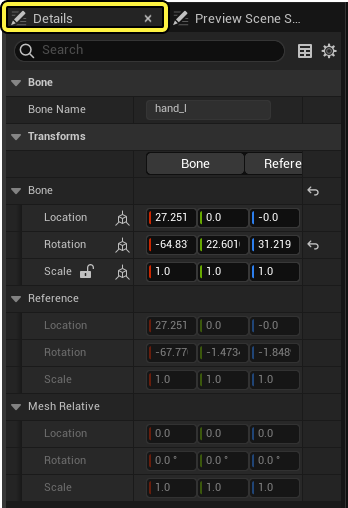 Details × Preview Scene S...
Search
Bone
Bone Name hand_l
Transforms
Bone Refere
Bone
Location 27.251 0.0 -0.0
Rotation -64.83 22.601 31.219
Scale 1.0 1.0 1.0
Reference
Location 27.251 0.0 -0.0
Rotation -67.77 -1.473 -1.848
Scale 1.0 1.0 1.0
Mesh Relative
Location 0.0 0.0 0.0
Rotation 0.0 ° 0.0 ° 0.0 °
Scale 1.0 1.0 1.0